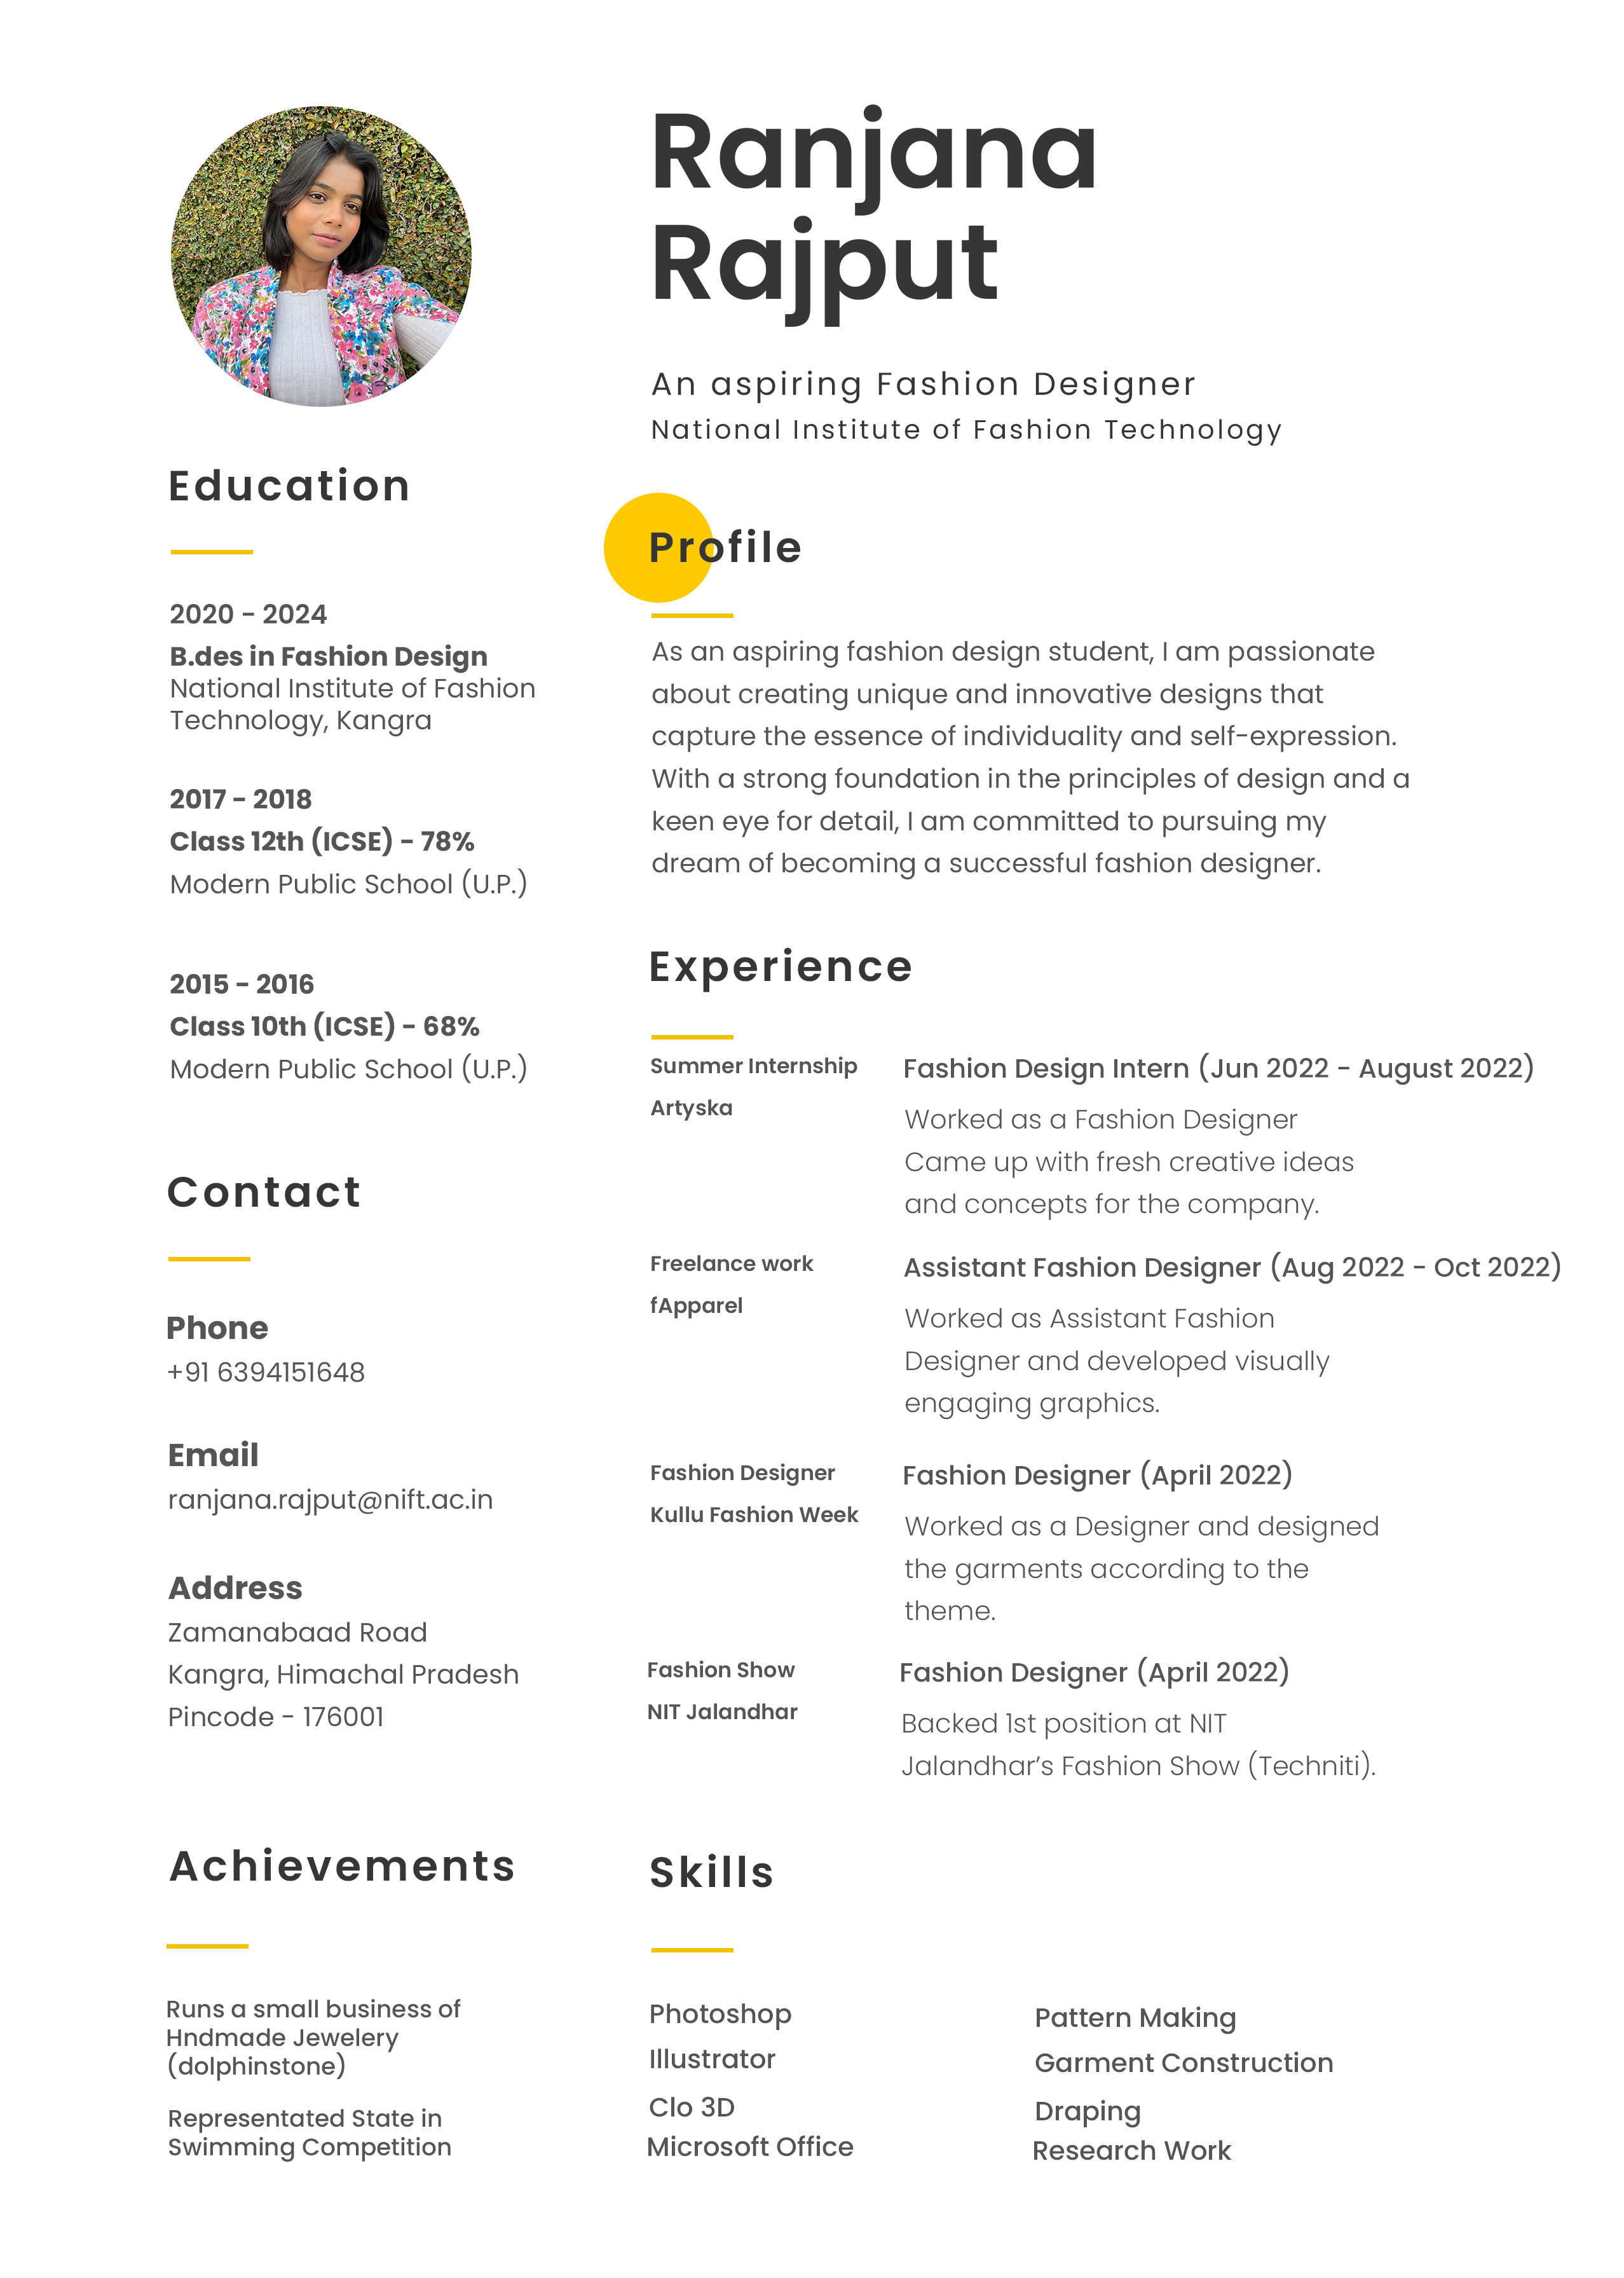 Ranjana
Rajput
An aspiring Fashion Designer
National Institute of Fashion Technology
Education
2020 - 2024
B.des in Fashion Design
National Institute of Fashion
Technology, Kangra
2017 - 2018
Class 12th (ICSE) - 78%
Modern Public School (U.P.)
2015 - 2016
Class 10th (ICSE) - 68%
Modern Public School (U.P.)
Contact
Phone
+91 6394151648
Email
ranjana.rajput@nift.ac.in
Address
Zamanabaad Road
Kangra, Himachal Pradesh
Pincode - 176001
Achievements
Runs a small business of
Hndmade Jewelery
(dolphinstone)
Representated State in
Swimming Competition
Profile
As an aspiring fashion design student, I am passionate
about creating unique and innovative designs that
capture the essence of individuality and self-expression.
With a strong foundation in the principles of design and a
keen eye for detail, I am committed to pursuing my
dream of becoming a successful fashion designer.
Experience
Summer Internship
Artyska
Fashion Design Intern (Jun 2022 - August 2022)
Worked as a Fashion Designer
Came up with fresh creative ideas
and concepts for the company.
Freelance work
fApparel
Assistant Fashion Designer (Aug 2022 - Oct 2022)
Worked as Assistant Fashion
Designer and developed visually
engaging graphics.
Fashion Designer
Kullu Fashion Week
Fashion Designer (April 2022)
Worked as a Designer and designed
the garments according to the
theme.
Fashion Show
NIT Jalandhar
Fashion Designer (April 2022)
Backed 1st position at NIT
Jalandhar's Fashion Show (Techniti).
Skills
Photoshop
Illustrator
Clo 3D
Microsoft Office
Pattern Making
Garment Construction
Draping
Research Work